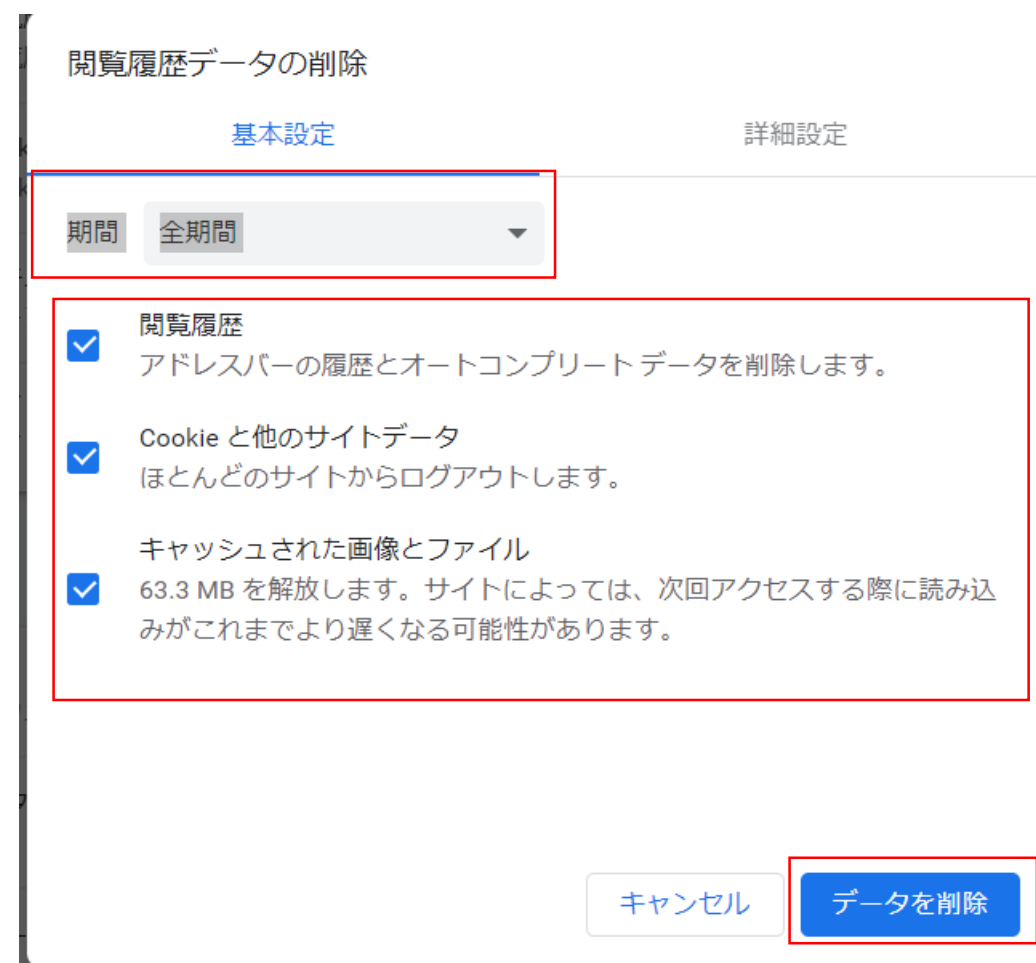 閲覧履歴データの削除
基本設定
詳細設定
期間 全期間
閲覧履歴
アドレスバーの履歴とオートコンプリート データを削除します。
Cookie と他のサイトデータ
ほとんどのサイトからログアウトします。
キャッシュされた画像とファイル
63.3 MB を解放します。サイトによっては、次回アクセスする際に読み込
みがこれまでより遅くなる可能性があります。
キャンセル
データを削除